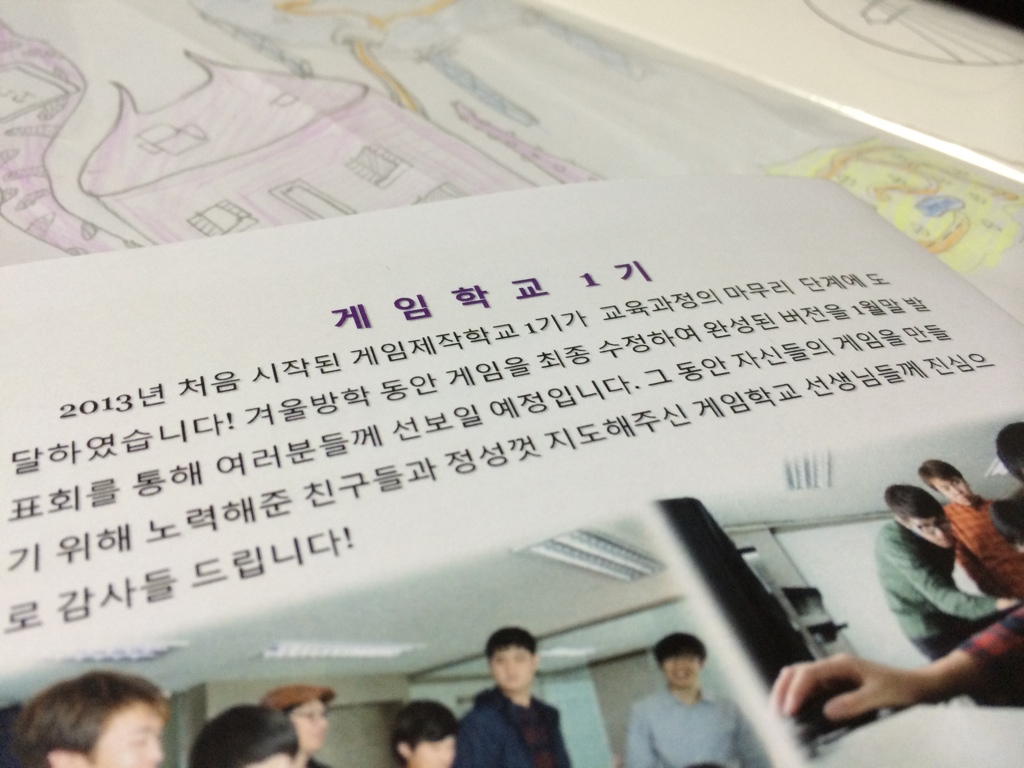 게임학교 1기
2013년 처음 시작된 게임제작학교 1기가 교육과정의 마무리 단계에 도
달하였습니다! 겨울방학 동안 게임을 최종 수정하여 완성된 버전을 1월말 발
표회를 통해 여러분들께 선보일 예정입니다. 그 동안 자신들의 게임을 만들
기 위해 노력해준 친구들과 정성껏 지도해주신 게임학교 선생님들께 진심으
로 감사들 드립니다!